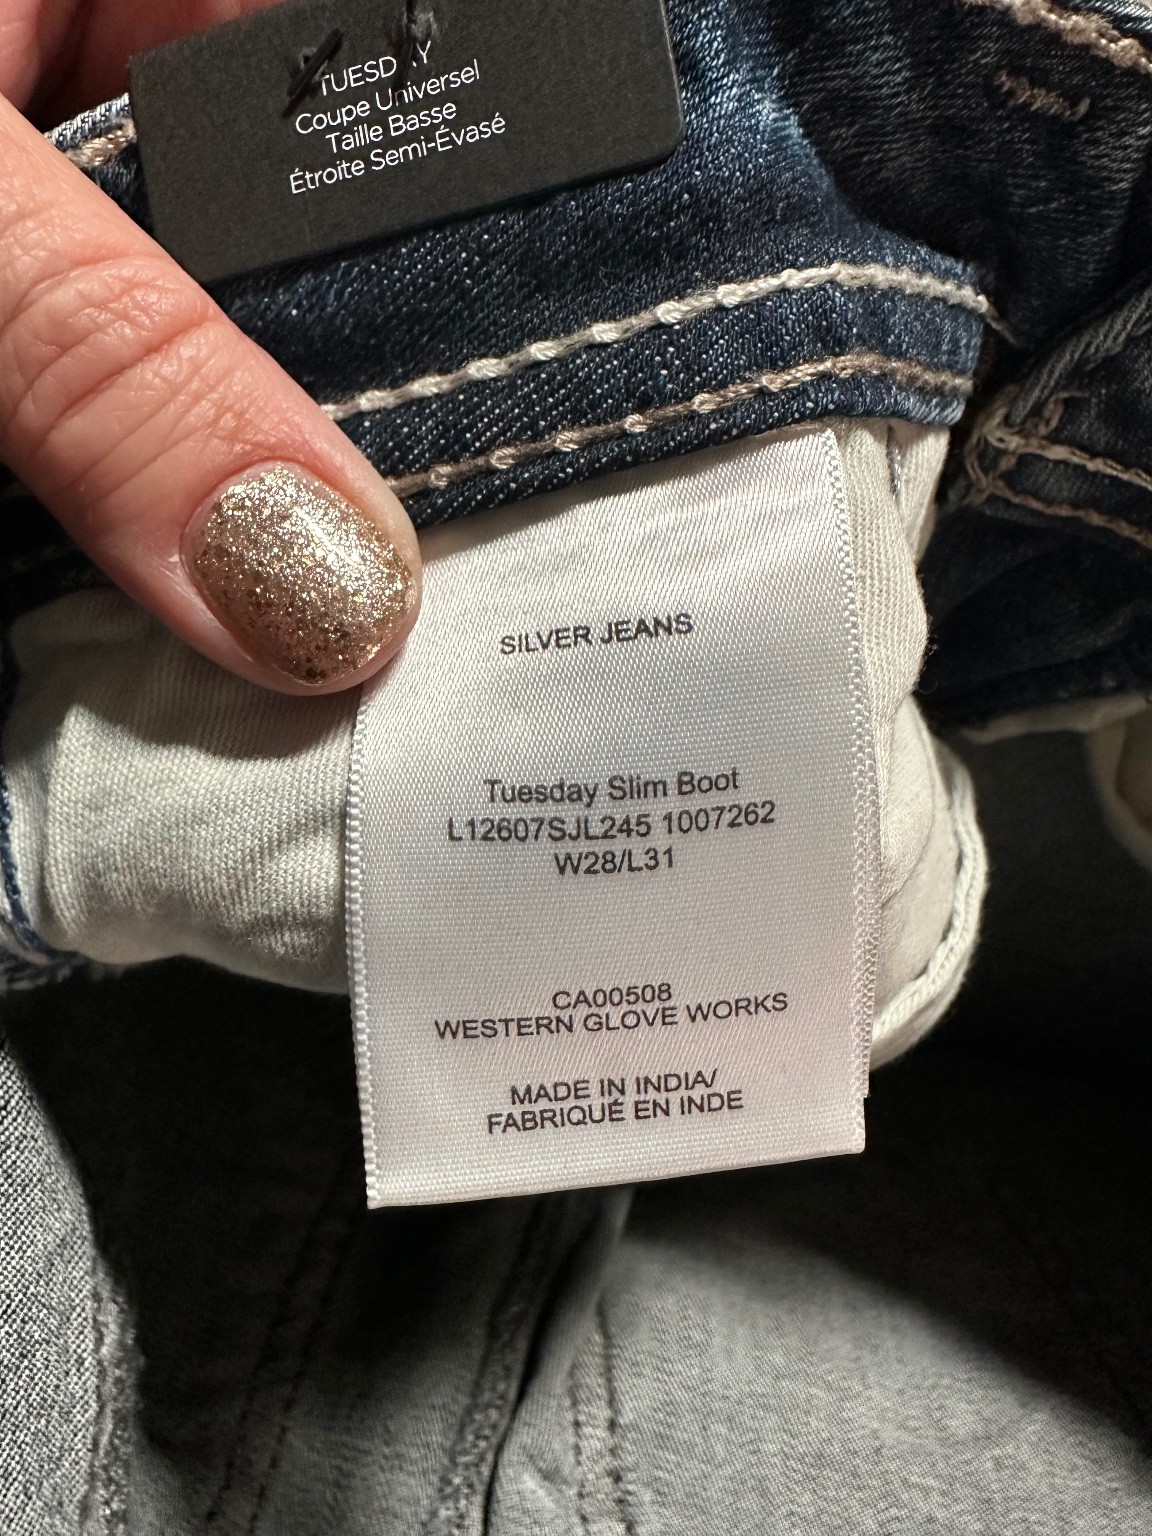 TUESDAY
Coupe Universel
Taille Basse
Étroite Semi-Évasé
SILVER JEANS
Tuesday Slim Boot
L12607SJL245 1007262
W28/L31
CA00508
WESTERN GLOVE WORKS
MADE IN INDIA/
FABRIQUÉ EN INDE